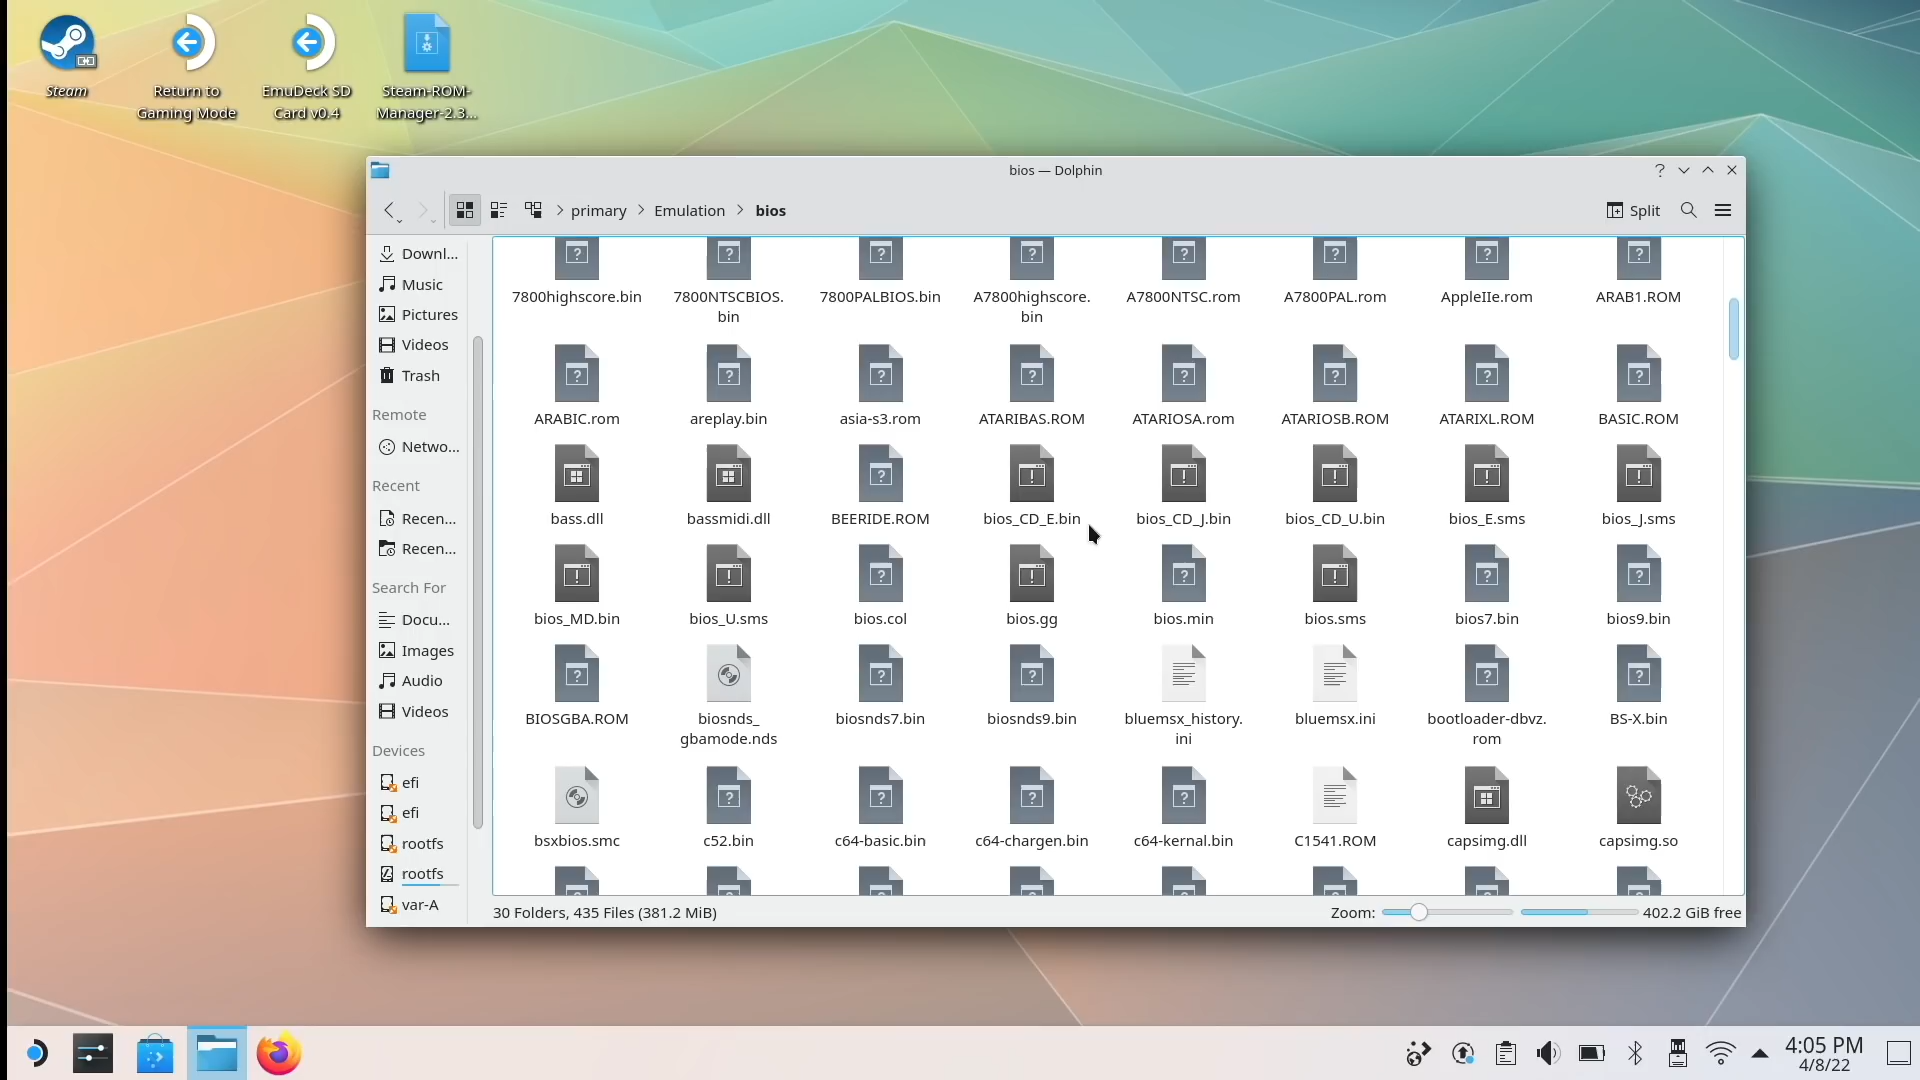 Steam
Return to
Gaming Mode
EmuDeck SD
Card v0.4
Steam-ROM-
Manager-2.3...
bios — Dolphin
primary > Emulation > bios
Split
Downl...
Music
Pictures
Videos
Trash
Remote
Netwo...
Recent
Recen...
Recen...
Search For
Docu...
Images
Audio
Videos
Devices
efi
efi
rootfs
rootfs
var-A
7800highscore.bin
7800NTSCBIOS.
bin
7800PALBIOS.bin
A7800highscore.
bin
A7800NTSC.rom
A7800PAL.rom
AppleIIe.rom
ARAB1.ROM
ARABIC.rom
areplay.bin
asia-s3.rom
ATARIBAS.ROM
ATARIOSA.rom
ATARIOSB.ROM
ATARIXL.ROM
BASIC.ROM
bass.dll
bassmidi.dll
BEERIDE.ROM
bios_CD_E.bin
bios_CD_J.bin
bios_CD_U.bin
bios_E.sms
bios_J.sms
bios_MD.bin
bios_U.sms
bios.col
bios.gg
bios.min
bios.sms
bios7.bin
bios9.bin
BIOSGBA.ROM
biosnds_
gbamode.nds
biosnds7.bin
biosnds9.bin
bluemsx_history.
ini
bluemsx.ini
bootloader-dbvz.
rom
BS-X.bin
bsxbios.smc
c52.bin
c64-basic.bin
c64-chargen.bin
c64-kernal.bin
C1541.ROM
capsimg.dll
capsimg.so
30 Folders, 435 Files (381.2 MiB)
Zoom:
402.2 GiB free
4:05 PM
4/8/22